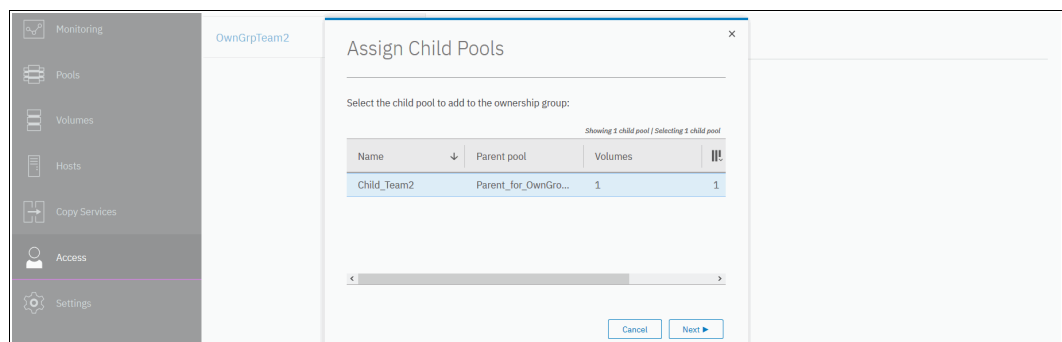 Monitoring
OwnGrpTeam2
Pools
Volumes
Hosts
Copy Services
Access
Settings
Assign Child Pools
×
Select the child pool to add to the ownership group:
Showing 1 child pool | Selecting 1 child pool
Name ↓ Parent pool Volumes
Child_Team2 Parent_for_OwnGro... 1 1
Cancel Next ►